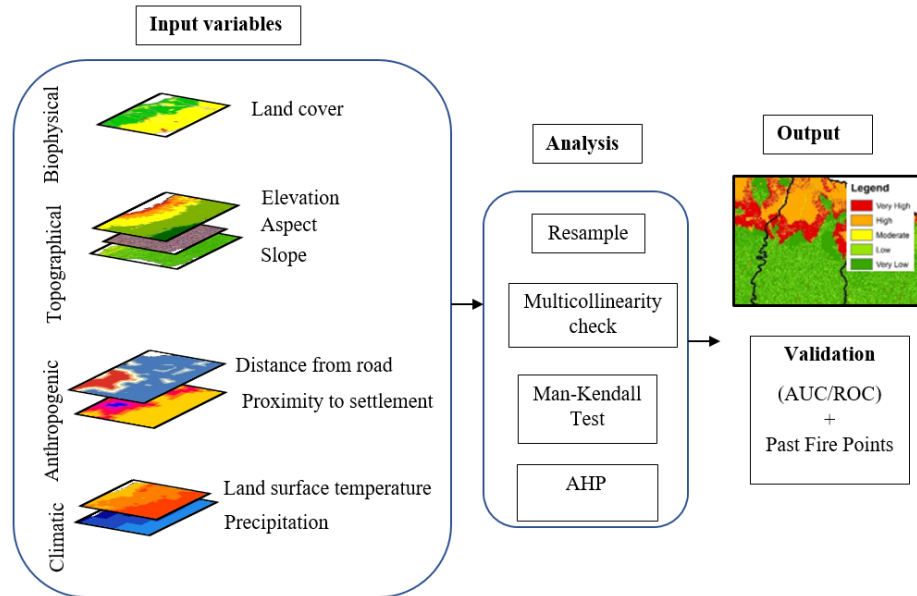 Input variables
Biophysical
Land cover
Topographical
Elevation
Aspect
Slope
Anthropogenic
Distance from road
Proximity to settlement
Climatic
Land surface temperature
Precipitation
Analysis
Resample
Multicollinearity
check
Man-Kendall
Test
AHP
Output
Legend
Very High
High
Moderate
Low
Very Low
Validation
(AUC/ROC)
+
Past Fire Points